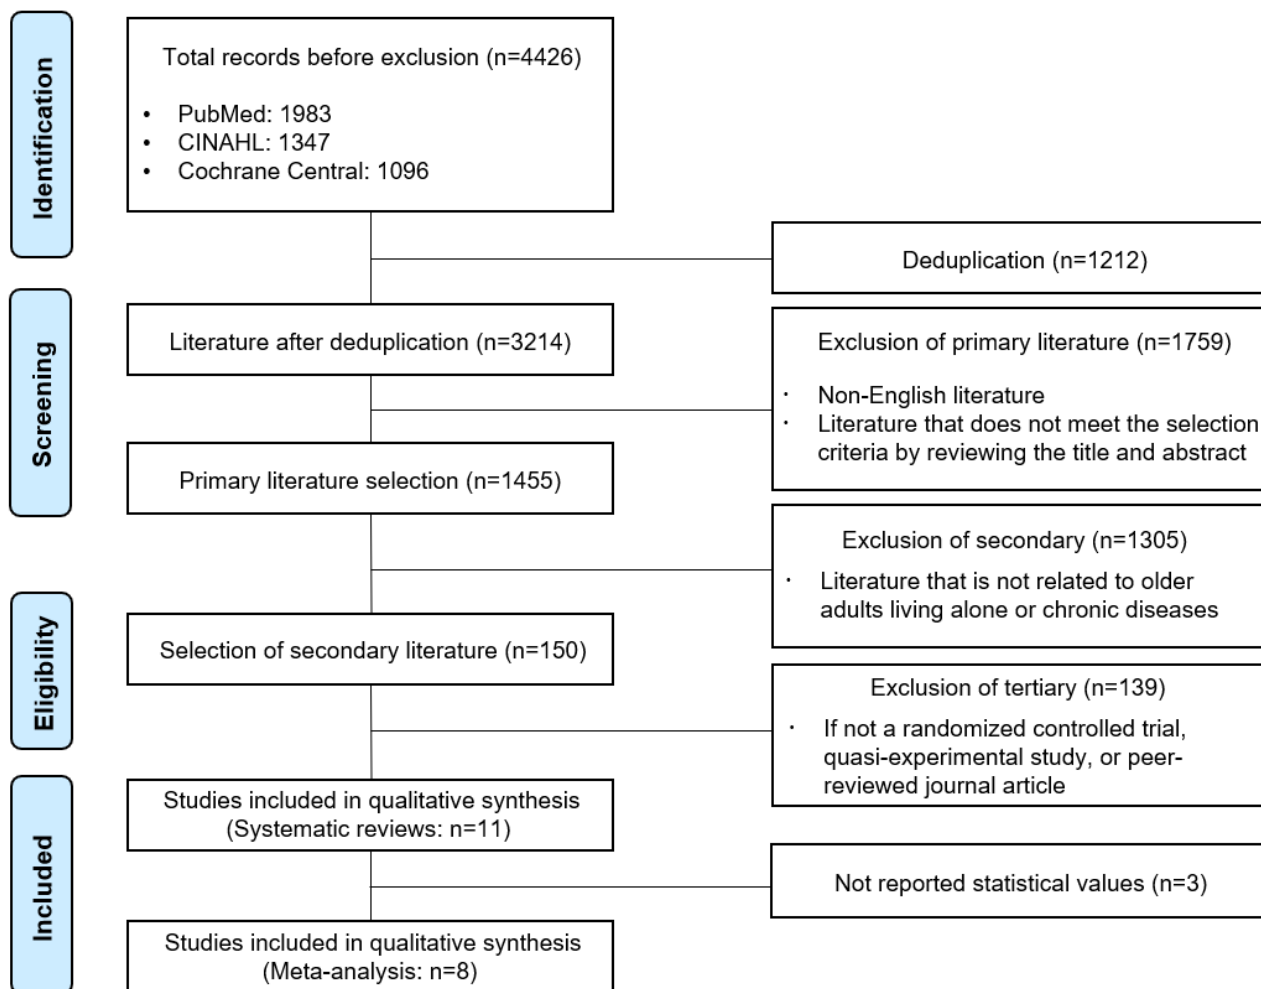 Identification
Total records before exclusion (n=4426)
• PubMed: 1983
• CINAHL: 1347
• Cochrane Central: 1096
Deduplication (n=1212)
Screening
Literature after deduplication (n=3214)
Exclusion of primary literature (n=1759)
· Non-English literature
· Literature that does not meet the selection
criteria by reviewing the title and abstract
Primary literature selection (n=1455)
Exclusion of secondary (n=1305)
· Literature that is not related to older
adults living alone or chronic diseases
Eligibility
Selection of secondary literature (n=150)
Exclusion of tertiary (n=139)
· If not a randomized controlled trial,
quasi-experimental study, or peer-
reviewed journal article
Included
Studies included in qualitative synthesis
(Systematic reviews: n=11)
Not reported statistical values (n=3)
Studies included in qualitative synthesis
(Meta-analysis: n=8)